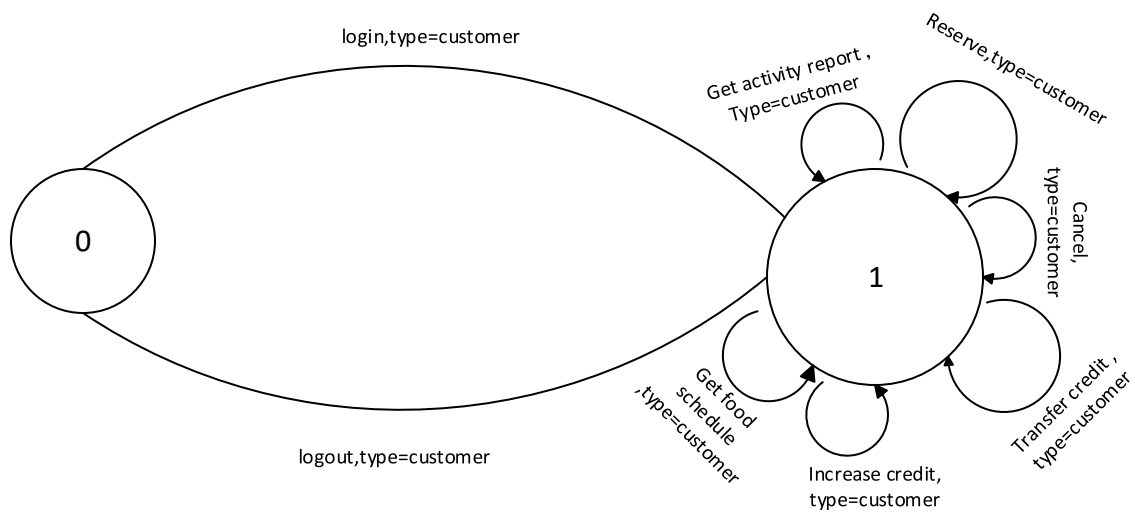 login,type=customer
Get activity report ,
Type=customer
Reserve,type=customer
0
1
Cancel,
type=customer
Get food
schedule
,type=customer
Transfer credit ,
type=customer
logout,type=customer
Increase credit,
type=customer